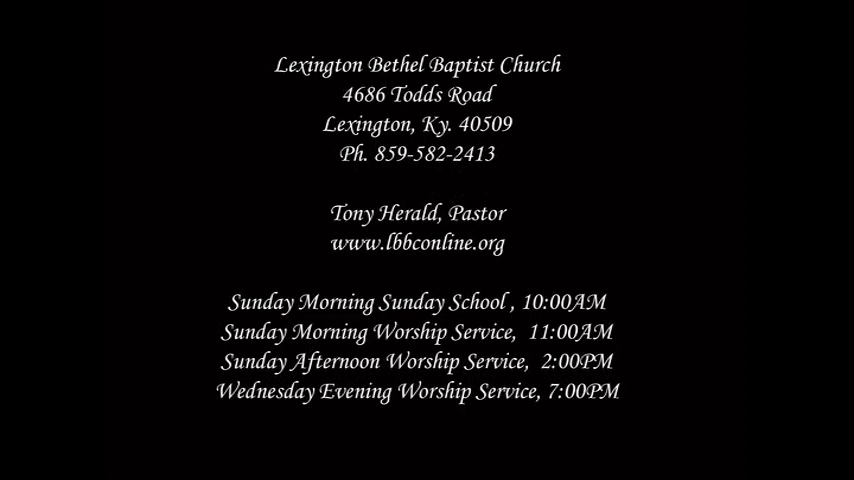 Lexington Bethel Baptist Church
4686 Todds Road
Lexington, Ky. 40509
Ph. 859-582-2413
Tony Herald, Pastor
www.lbbconline.org
Sunday Morning Sunday School , 10:00AM
Sunday Morning Worship Service, 11:00AM
Sunday Afternoon Worship Service, 2:00PM
Wednesday Evening Worship Service, 7:00PM